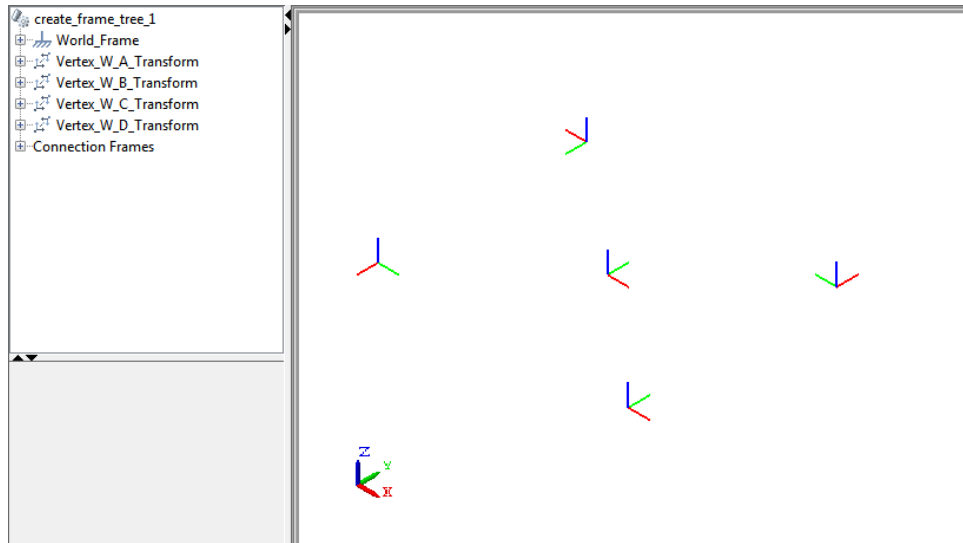 create_frame_tree_1
World_Frame
Vertex_W_A_Transform
Vertex_W_B_Transform
Vertex_W_C_Transform
Vertex_W_D_Transform
Connection Frames
Z
Y
X